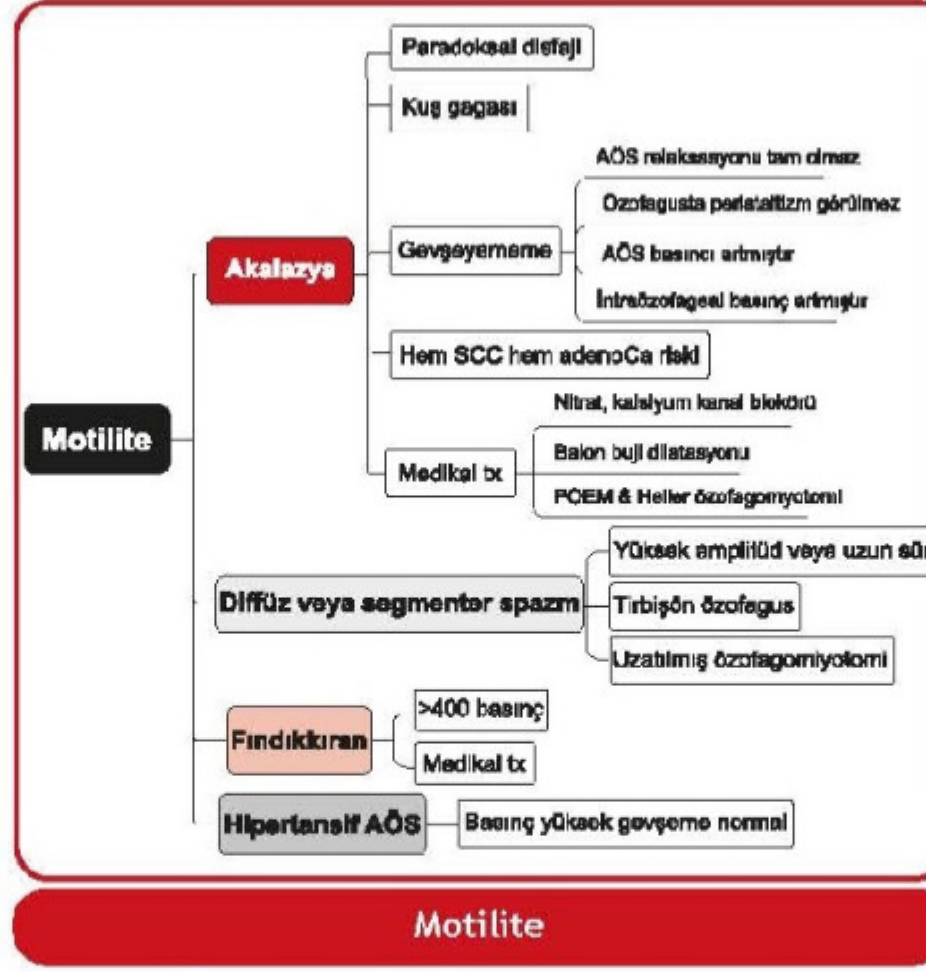 Paradoksal disfaji
Kuş gagası
AÖS relaksasyonu tam olmaz
Özofagusta peristaltizm görülmez
Akalazya
Gevşeyememe
AÖS basıncı artmıştır
İntraözofageal basınç artmıştır
Hem SCC hem adenoCa riski
Nitrat, kalsiyum kanal blokörü
Motilite
Medikal tx
Balon buji dilatasyonu
POEM & Heller özofagomyotomi
Yüksek amplitüd veya uzun sür
Diffüz veya segmenter spazm
Tirbişön özofagus
Uzatılmış özofagomiyotomi
>400 basınç
Fındıkkıran
Medikal tx
Hipertansif AÖS
Basınç yüksek gevşeme normal
Motilite